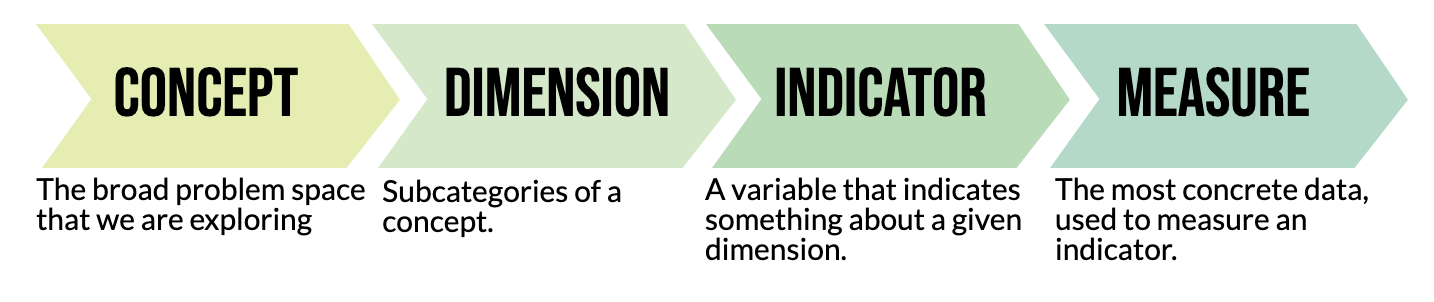 CONCEPT
DIMENSION
INDICATOR
MEASURE
The broad problem space
that we are exploring
Subcategories of a
concept.
A variable that indicates
something about a given
dimension.
The most concrete data,
used to measure an
indicator.